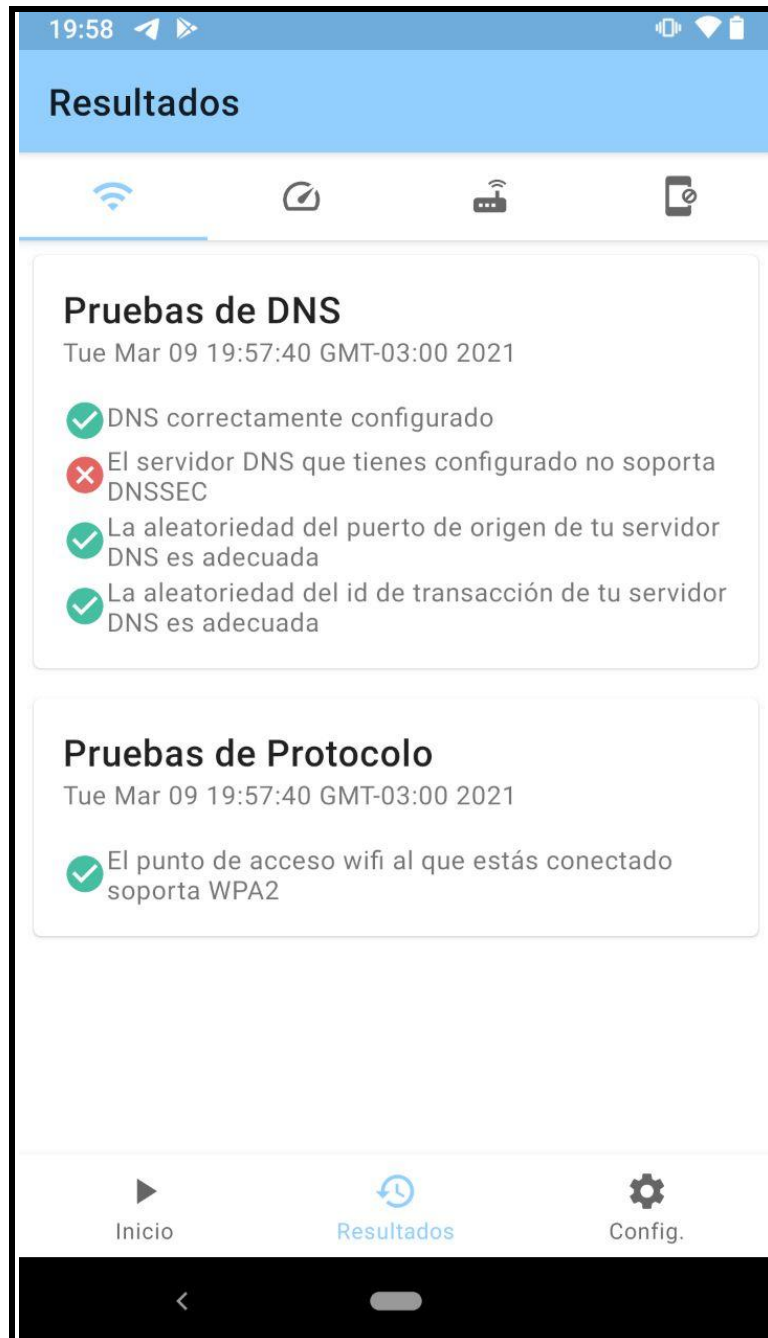 19:58
Resultados
Pruebas de DNS
Tue Mar 09 19:57:40 GMT-03:00 2021
DNS correctamente configurado
El servidor DNS que tienes configurado no soporta
DNSSEC
La aleatoriedad del puerto de origen de tu servidor
DNS es adecuada
La aleatoriedad del id de transacción de tu servidor
DNS es adecuada
Pruebas de Protocolo
Tue Mar 09 19:57:40 GMT-03:00 2021
El punto de acceso wifi al que estás conectado
soporta WPA2
Inicio
Resultados
Config.